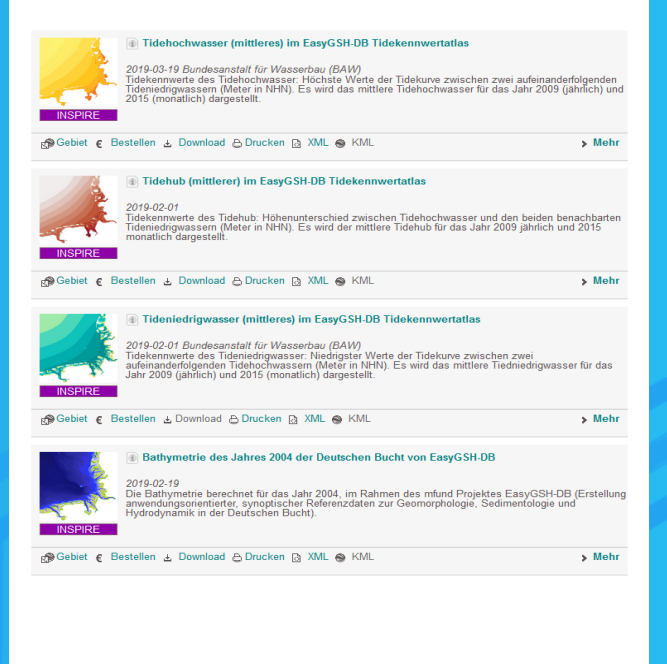 Tidehochwasser (mittleres) im EasyGSH-DB Tidekennwertatlas
2019-03-19 Bundesanstalt für Wasserbau (BAW)
Tidekennwerte des Tidehochwasser: Höchste Werte der Tidekurve zwischen zwei aufeinanderfolgenden
Tideniedrigwassern (Meter in NHN). Es wird das mittlere Tidehochwasser für das Jahr 2009 (jährlich) und
2015 (monatlich) dargestellt.
INSPIRE
Gebiet € Bestellen Download Drucken XML KML Mehr
Tidehub (mittlerer) im EasyGSH-DB Tidekennwertatlas
2019-02-01
Tidekennwerte des Tidehub: Höhenunterschied zwischen Tidehochwasser und den beiden benachbarten
Tideniedrigwassern (Meter in NHN). Es wird der mittlere Tidehub für das Jahr 2009 jährlich und 2015
monatlich dargestellt.
INSPIRE
Gebiet € Bestellen Download Drucken XML KML Mehr
Tideniedrigwasser (mittleres) im EasyGSH-DB Tidekennwertatlas
2019-02-01 Bundesanstalt für Wasserbau (BAW)
Tidekennwerte des Tideniedrigwasser: Niedrigster Werte der Tidekurve zwischen zwei
aufeinanderfolgenden Tidehochwassern (Meter in NHN). Es wird das mittlere Tiedniedrigwasser für das
Jahr 2009 (jährlich) und 2015 (monatlich) dargestellt.
INSPIRE
Gebiet € Bestellen Download Drucken XML KML Mehr
Bathymetrie des Jahres 2004 der Deutschen Bucht von EasyGSH-DB
2019-02-19
Die Bathymetrie berechnet für das Jahr 2004, im Rahmen des mfund Projektes EasyGSH-DB (Erstellung
anwendungsorientierter, synoptischer Referenzdaten zur Geomorphologie, Sedimentologie und
Hydrodynamik in der Deutschen Bucht).
INSPIRE
Gebiet € Bestellen Download Drucken XML KML Mehr